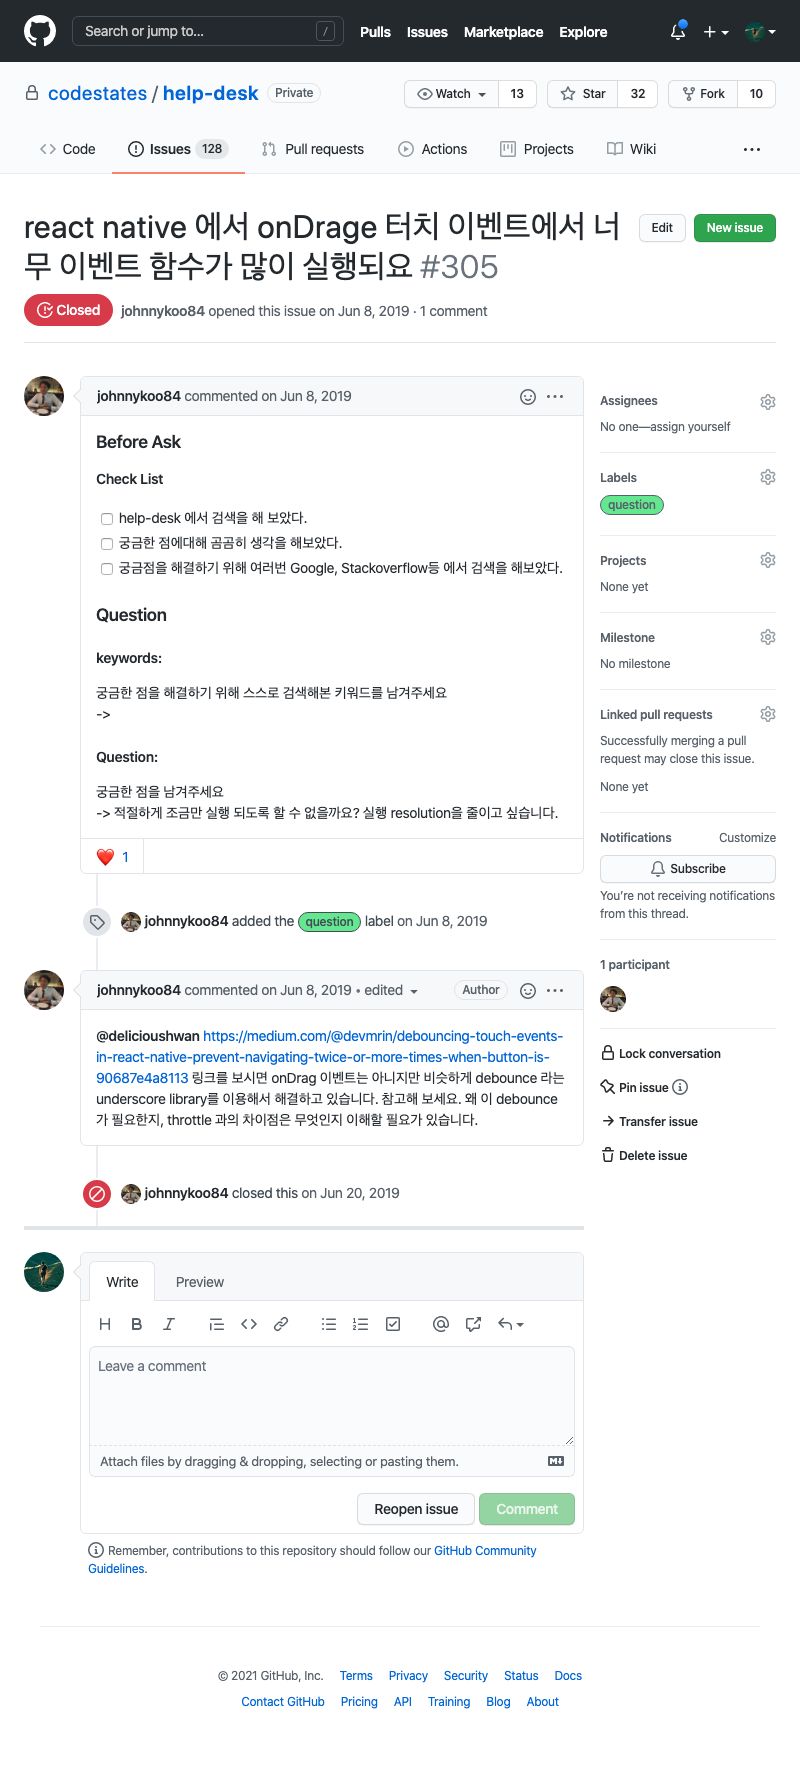 Search or jump to... /
Pulls Issues Marketplace Explore
codestates / help-desk Private
Watch 13 Star 32 Fork 10
Code Issues 128 Pull requests Actions Projects Wiki
react native 에서 onDrage 터치 이벤트에서 너
무 이벤트 함수가 많이 실행되요 #305
Edit New issue
Closed johnnykoo84 opened this issue on Jun 8, 2019 · 1 comment
johnnykoo84 commented on Jun 8, 2019
Before Ask
Check List
help-desk 에서 검색을 해 보았다.
궁금한 점에대해 곰곰히 생각을 해보았다.
궁금점을 해결하기 위해 여러번 Google, Stackoverflow등 에서 검색을 해보았다.
Question
keywords:
궁금한 점을 해결하기 위해 스스로 검색해본 키워드를 남겨주세요
->
Question:
궁금한 점을 남겨주세요
-> 적절하게 조금만 실행 되도록 할 수 없을까요? 실행 resolution을 줄이고 싶습니다.
❤️ 1
johnnykoo84 added the question label on Jun 8, 2019
johnnykoo84 commented on Jun 8, 2019 • edited Author
@delicioushwan https://medium.com/@devmrin/debouncing-touch-events-
in-react-native-prevent-navigating-twice-or-more-times-when-button-is-
90687e4a8113 링크를 보시면 onDrag 이벤트는 아니지만 비슷하게 debounce 라는
underscore library를 이용해서 해결하고 있습니다. 참고해 보세요. 왜 이 debounce
가 필요한지, throttle 과의 차이점은 무엇인지 이해할 필요가 있습니다.
johnnykoo84 closed this on Jun 20, 2019
Write Preview
H B I
Leave a comment
Attach files by dragging & dropping, selecting or pasting them.
Reopen issue Comment
Remember, contributions to this repository should follow our GitHub Community
Guidelines.
Assignees
No one—assign yourself
Labels
question
Projects
None yet
Milestone
No milestone
Linked pull requests
Successfully merging a pull
request may close this issue.
None yet
Notifications Customize
Subscribe
You're not receiving notifications
from this thread.
1 participant
Lock conversation
Pin issue
Transfer issue
Delete issue
© 2021 GitHub, Inc. Terms Privacy Security Status Docs
Contact GitHub Pricing API Training Blog About